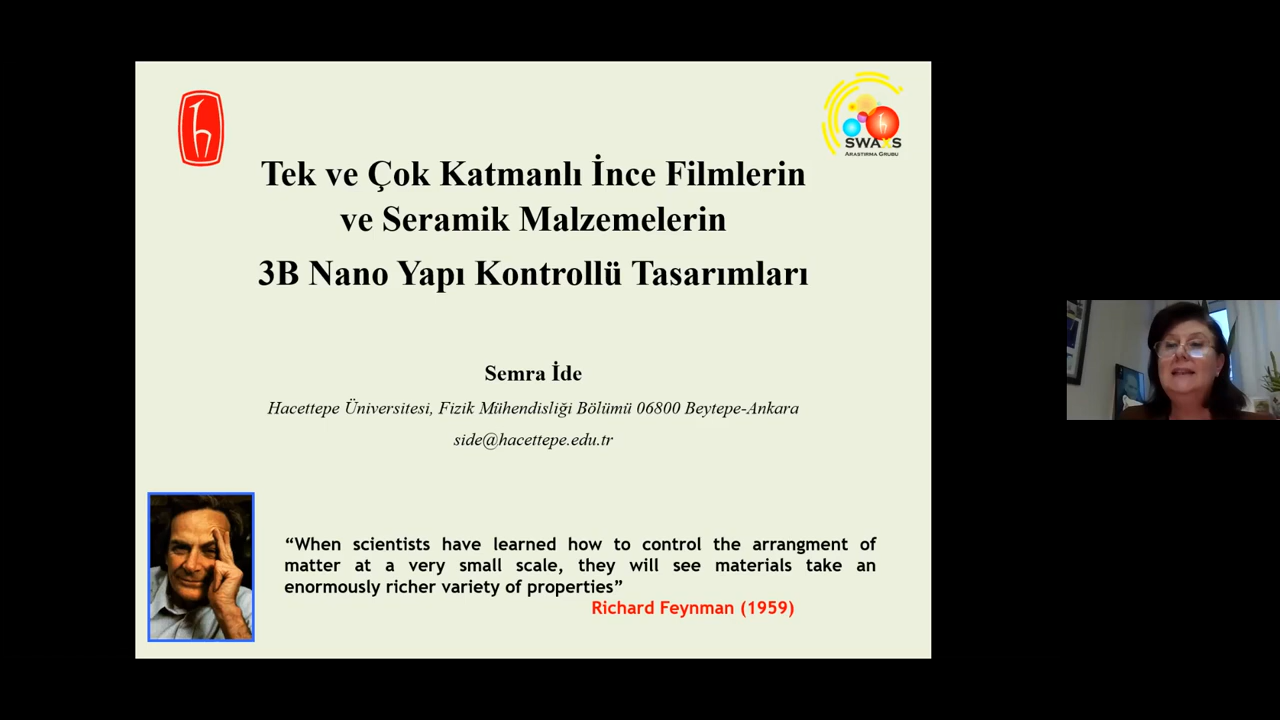 SWAXS
ARAŞTIRMA GRUBU
Tek ve Çok Katmanlı İnce Filmlerin
ve Seramik Malzemelerin
3B Nano Yapı Kontrollü Tasarımları
Semra İde
Hacettepe Üniversitesi, Fizik Mühendisliği Bölümü 06800 Beytepe-Ankara
side@hacettepe.edu.tr
“When scientists have learned how to control the arrangment of
matter at a very small scale, they will see materials take an
enormously richer variety of properties”
Richard Feynman (1959)